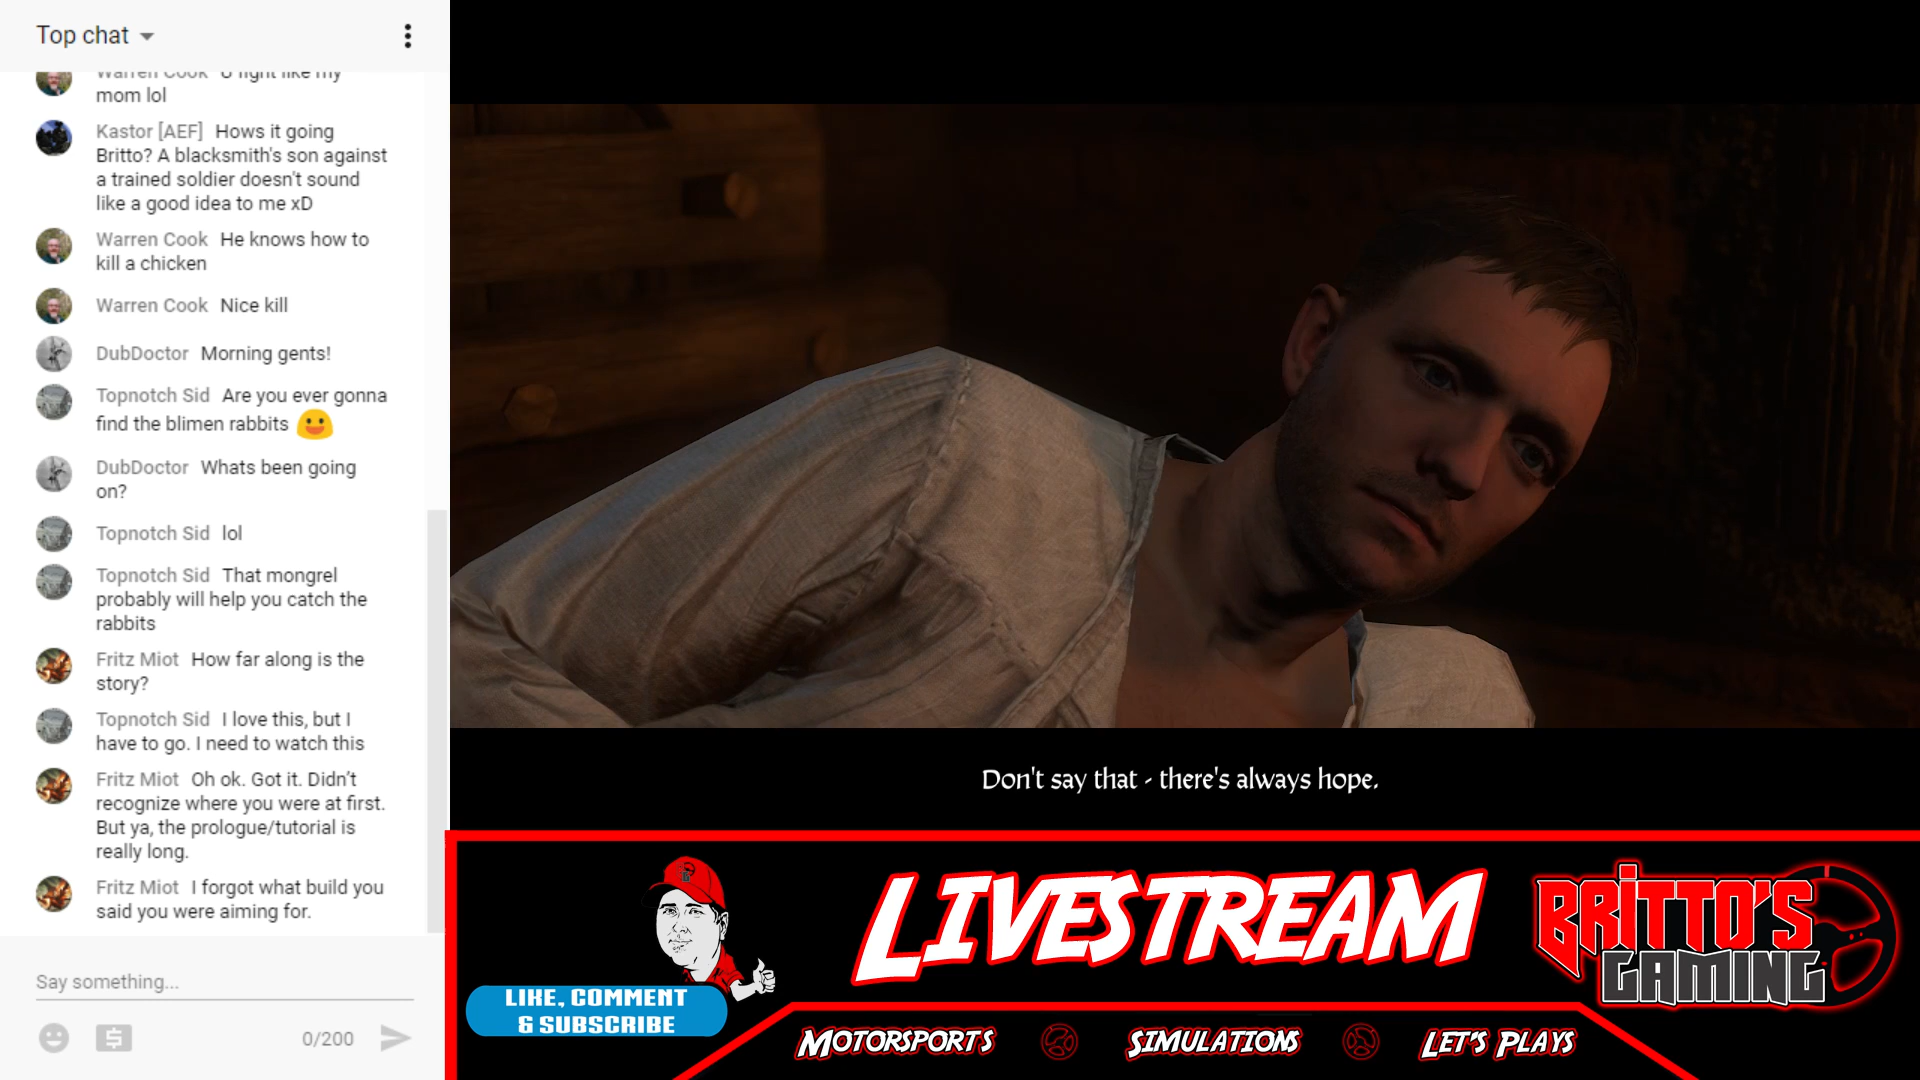 Top chat
Warren Cook U fight like my
mom lol
Kastor [AEF] Hows it going
Britto? A blacksmith's son against
a trained soldier doesn't sound
like a good idea to me xD
Warren Cook He knows how to
kill a chicken
Warren Cook Nice kill
DubDoctor Morning gents!
Topnotch Sid Are you ever gonna
find the blimen rabbits
DubDoctor Whats been going
on?
Topnotch Sid lol
Topnotch Sid That mongrel
probably will help you catch the
rabbits
Fritz Miot How far along is the
story?
Topnotch Sid I love this, but I
have to go. I need to watch this
Fritz Miot Oh ok. Got it. Didn't
recognize where you were at first.
But ya, the prologue/tutorial is
really long.
Fritz Miot I forgot what build you
said you were aiming for.
Say something...
0/200
Don't say that - there's always hope.
LIKE, COMMENT
& SUBSCRIBE
LIVESTREAM
BRITTO'S
GAMING
MOTORSPORTS
SIMULATIONS
LET'S PLAYS